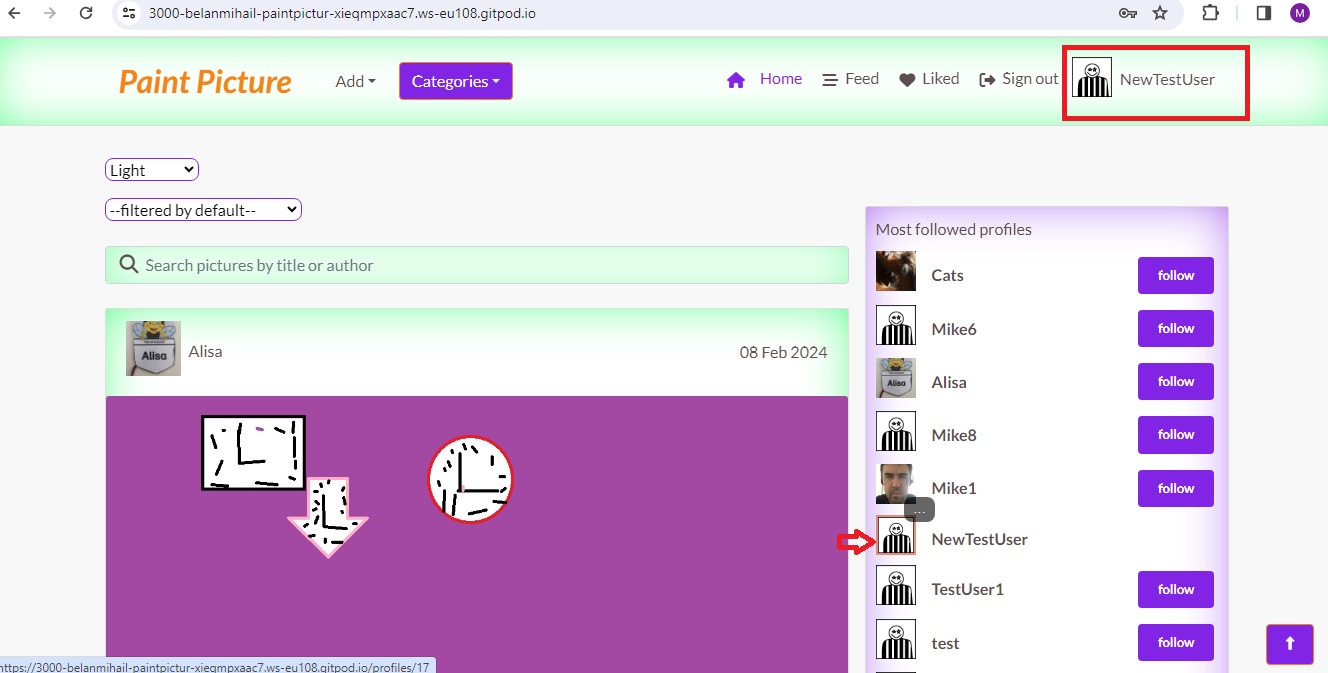 3000-belanmihail-paintpictur-xieqmpxaac7.ws-eu108.gitpod.io
M
Paint Picture Add Categories Home Feed Liked Sign out NewTestUser
Light
--filtered by default--
Search pictures by title or author
Alisa Alisa 08 Feb 2024
Most followed profiles
Cats follow
Mike6 follow
Alisa Alisa follow
Mike8 follow
Mike1 follow
...
NewTestUser
TestUser1 follow
test follow
https://3000-belanmihail-paintpictur-xieqmpxaac7.ws-eu108.gitpod.io/profiles/17